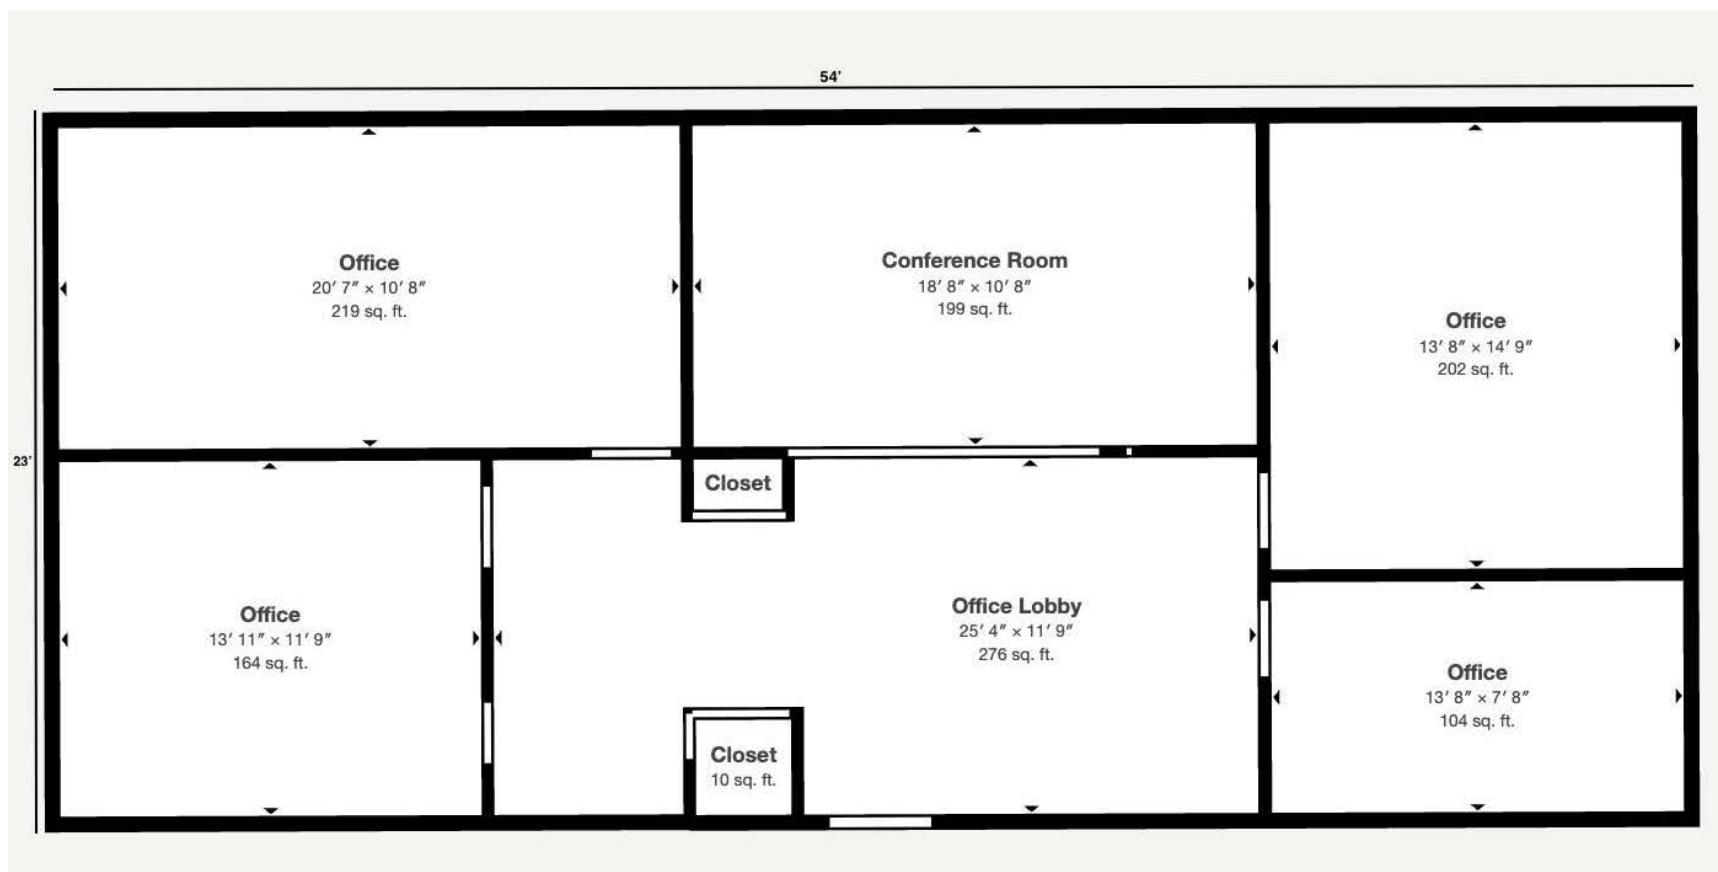 54′
Office
20′ 7″ × 10′ 8″
219 sq. ft.
Conference Room
18′ 8″ × 10′ 8″
199 sq. ft.
Office
13′ 8″ × 14′ 9″
202 sq. ft.
23′
Closet
Office
13′ 11″ × 11′ 9″
164 sq. ft.
Office Lobby
25′ 4″ × 11′ 9″
276 sq. ft.
Office
13′ 8″ × 7′ 8″
104 sq. ft.
Closet
10 sq. ft.